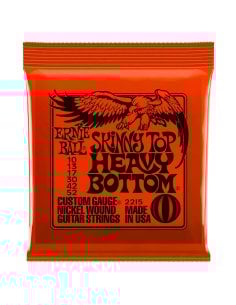 ERNIE BALL
SKINNY TOP
HEAVY
BOTTOM
10
13
17
30
42
52
CUSTOM GAUGE
NICKEL WOUND
GUITAR STRINGS
2215
MADE
IN USA